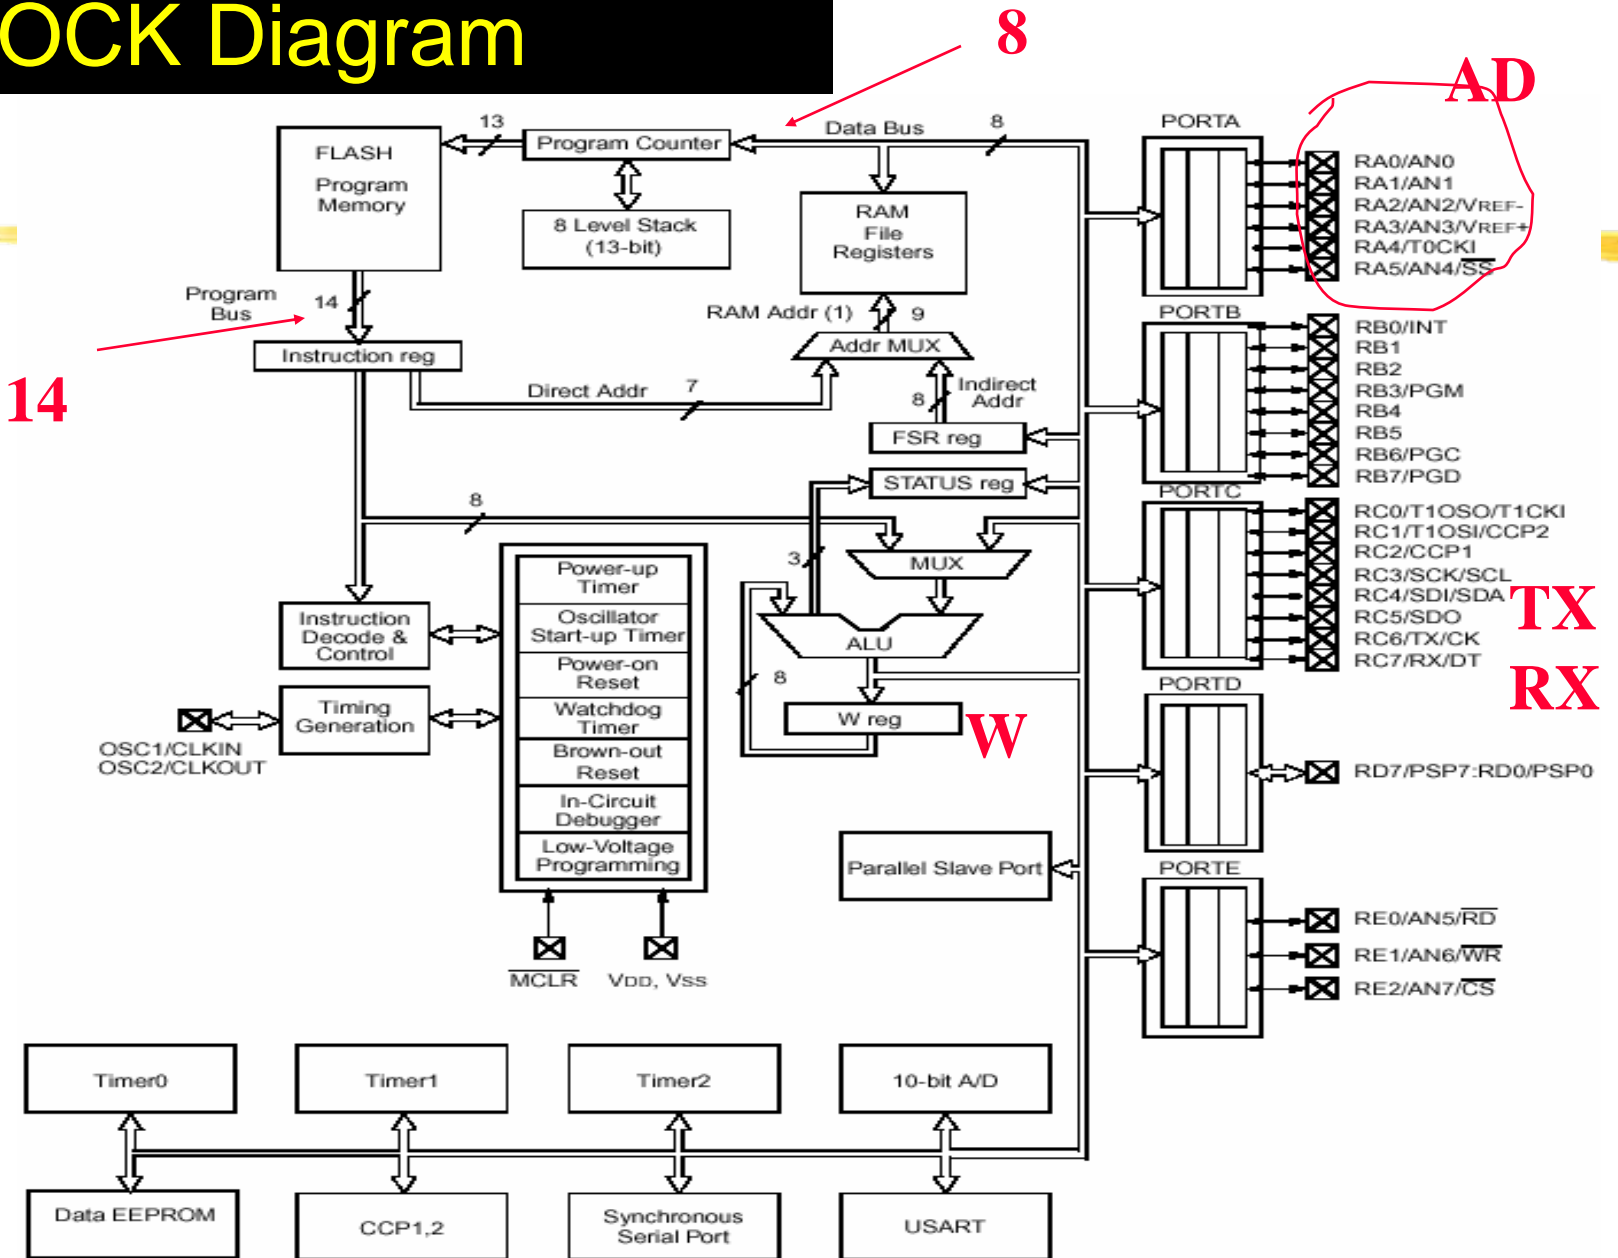 OCK Diagram
8
AD
13
Program Counter
Data Bus
8
FLASH
Program
Memory
8 Level Stack
(13-bit)
RAM
File
Registers
Program
Bus
14
RAM Addr (1)
9
Addr MUX
Instruction reg
14
Direct Addr
7
8
Indirect
Addr
FSR reg
STATUS reg
8
3
MUX
ALU
8
W reg
W
Instruction
Decode &
Control
Timing
Generation
OSC1/CLKIN
OSC2/CLKOUT
Power-up
Timer
Oscillator
Start-up Timer
Power-on
Reset
Watchdog
Timer
Brown-out
Reset
In-Circuit
Debugger
Low-Voltage
Programming
MCLR
VDD, VSS
Parallel Slave Port
PORTA
RA0/AN0
RA1/AN1
RA2/AN2/VREF-
RA3/AN3/VREF+
RA4/T0CKI
RA5/AN4/SS
PORTB
RB0/INT
RB1
RB2
RB3/PGM
RB4
RB5
RB6/PGC
RB7/PGD
PORTC
RC0/T1OSO/T1CKI
RC1/T1OSI/CCP2
RC2/CCP1
RC3/SCK/SCL
RC4/SDI/SDA
RC5/SDO
RC6/TX/CK
RC7/RX/DT
TX
RX
PORTD
RD7/PSP7:RD0/PSP0
PORTE
RE0/AN5/RD
RE1/AN6/WR
RE2/AN7/CS
Timer0
Timer1
Timer2
10-bit A/D
Data EEPROM
CCP1,2
Synchronous
Serial Port
USART